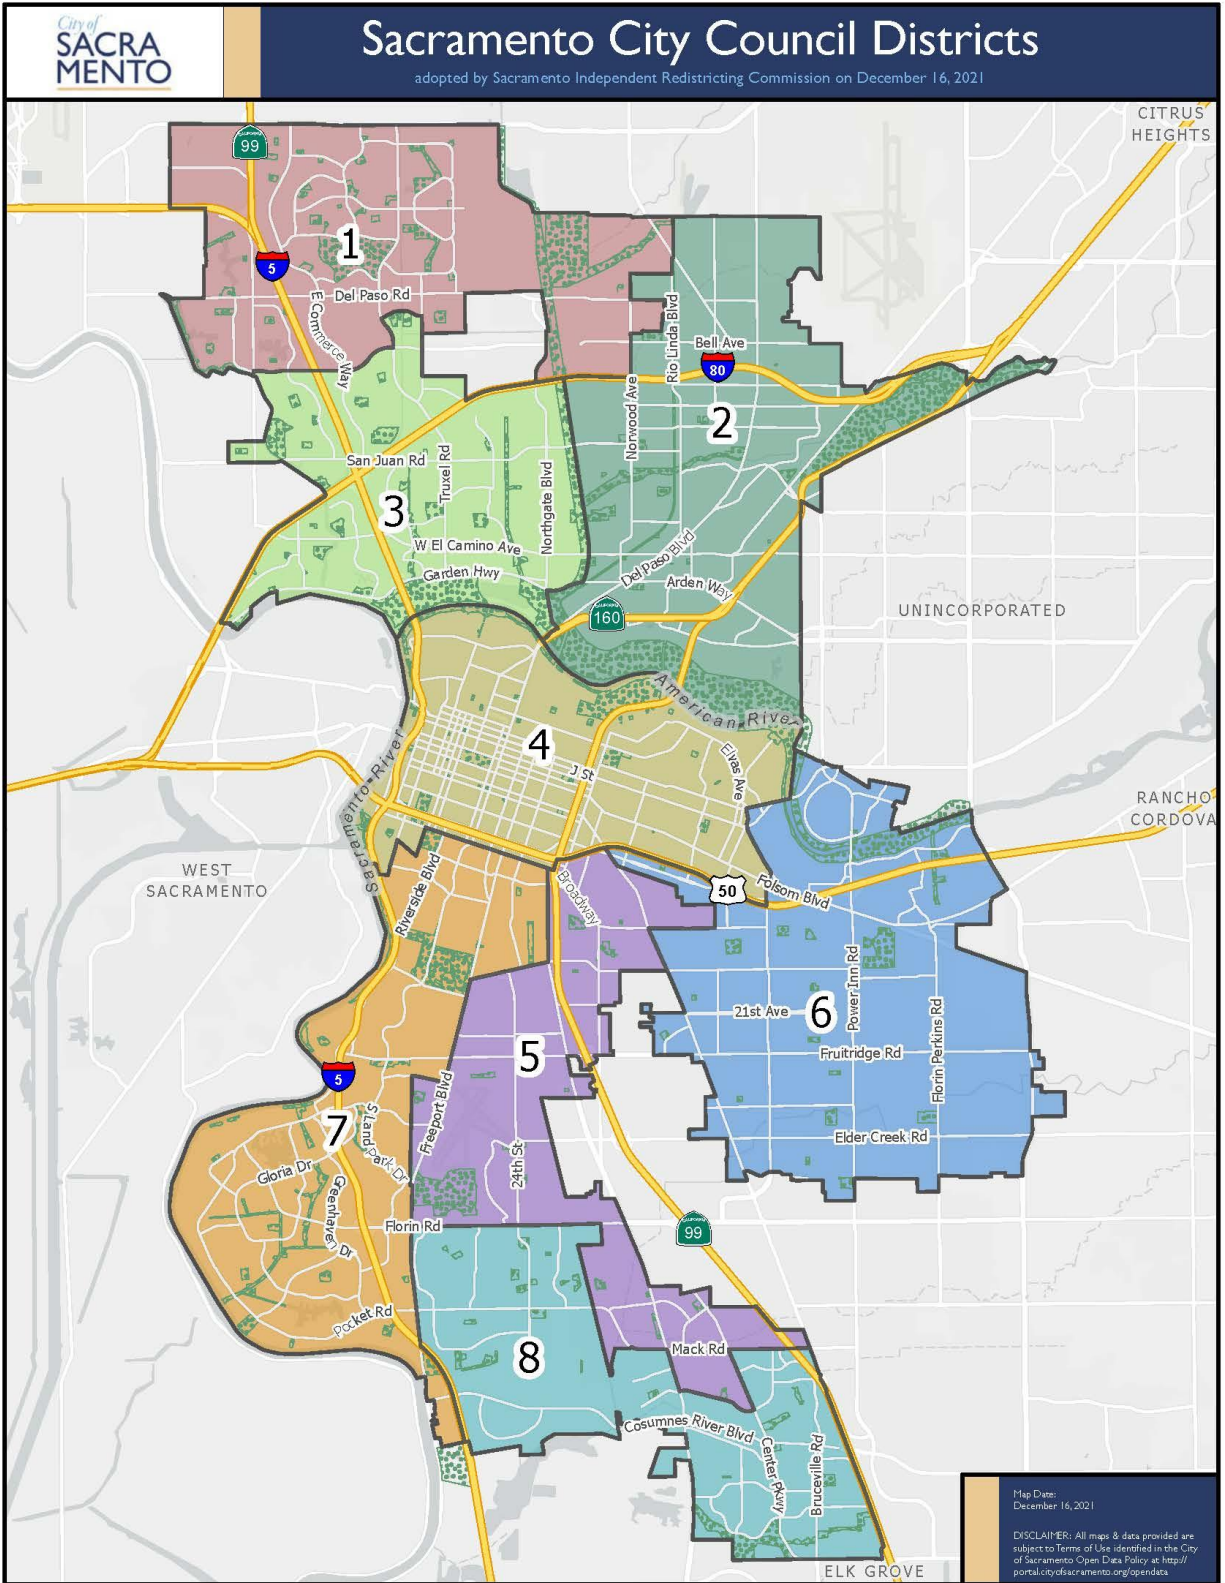 City of
SACRA
MENTO
Sacramento City Council Districts
adopted by Sacramento Independent Redistricting Commission on December 16, 2021
CITRUS
HEIGHTS
CALIFORNIA
99
1
5
Del Paso Rd
E Commerce Way
Rio Linda Blvd
Bell Ave
80
Norwood Ave
2
San Juan Rd
Truxel Rd
Northgate Blvd
3
W El Camino Ave
Garden Hwy
Del Paso Blvd
Arden Way
CALIFORNIA
160
UNINCORPORATED
American River
Sacramento River
4
J St
Elvas Ave
RANCHO
CORDOVA
WEST
SACRAMENTO
Riverside Blvd
Broadway
50
Folsom Blvd
21st Ave
6
Power Inn Rd
Florin Perkins Rd
Fruitridge Rd
5
5
7
S Land Park Dr
Freeport Blvd
24th St
Elder Creek Rd
Gloria Dr
Greenhaven Dr
Florin Rd
CALIFORNIA
99
Pocket Rd
8
Mack Rd
Cosumnes River Blvd
Center Pkwy
Bruceville Rd
ELK GROVE
Map Date:
December 16, 2021
DISCLAIMER: All maps & data provided are
subject to Terms of Use identified in the City
of Sacramento Open Data Policy at http://
portal.cityofsacramento.org/opendata